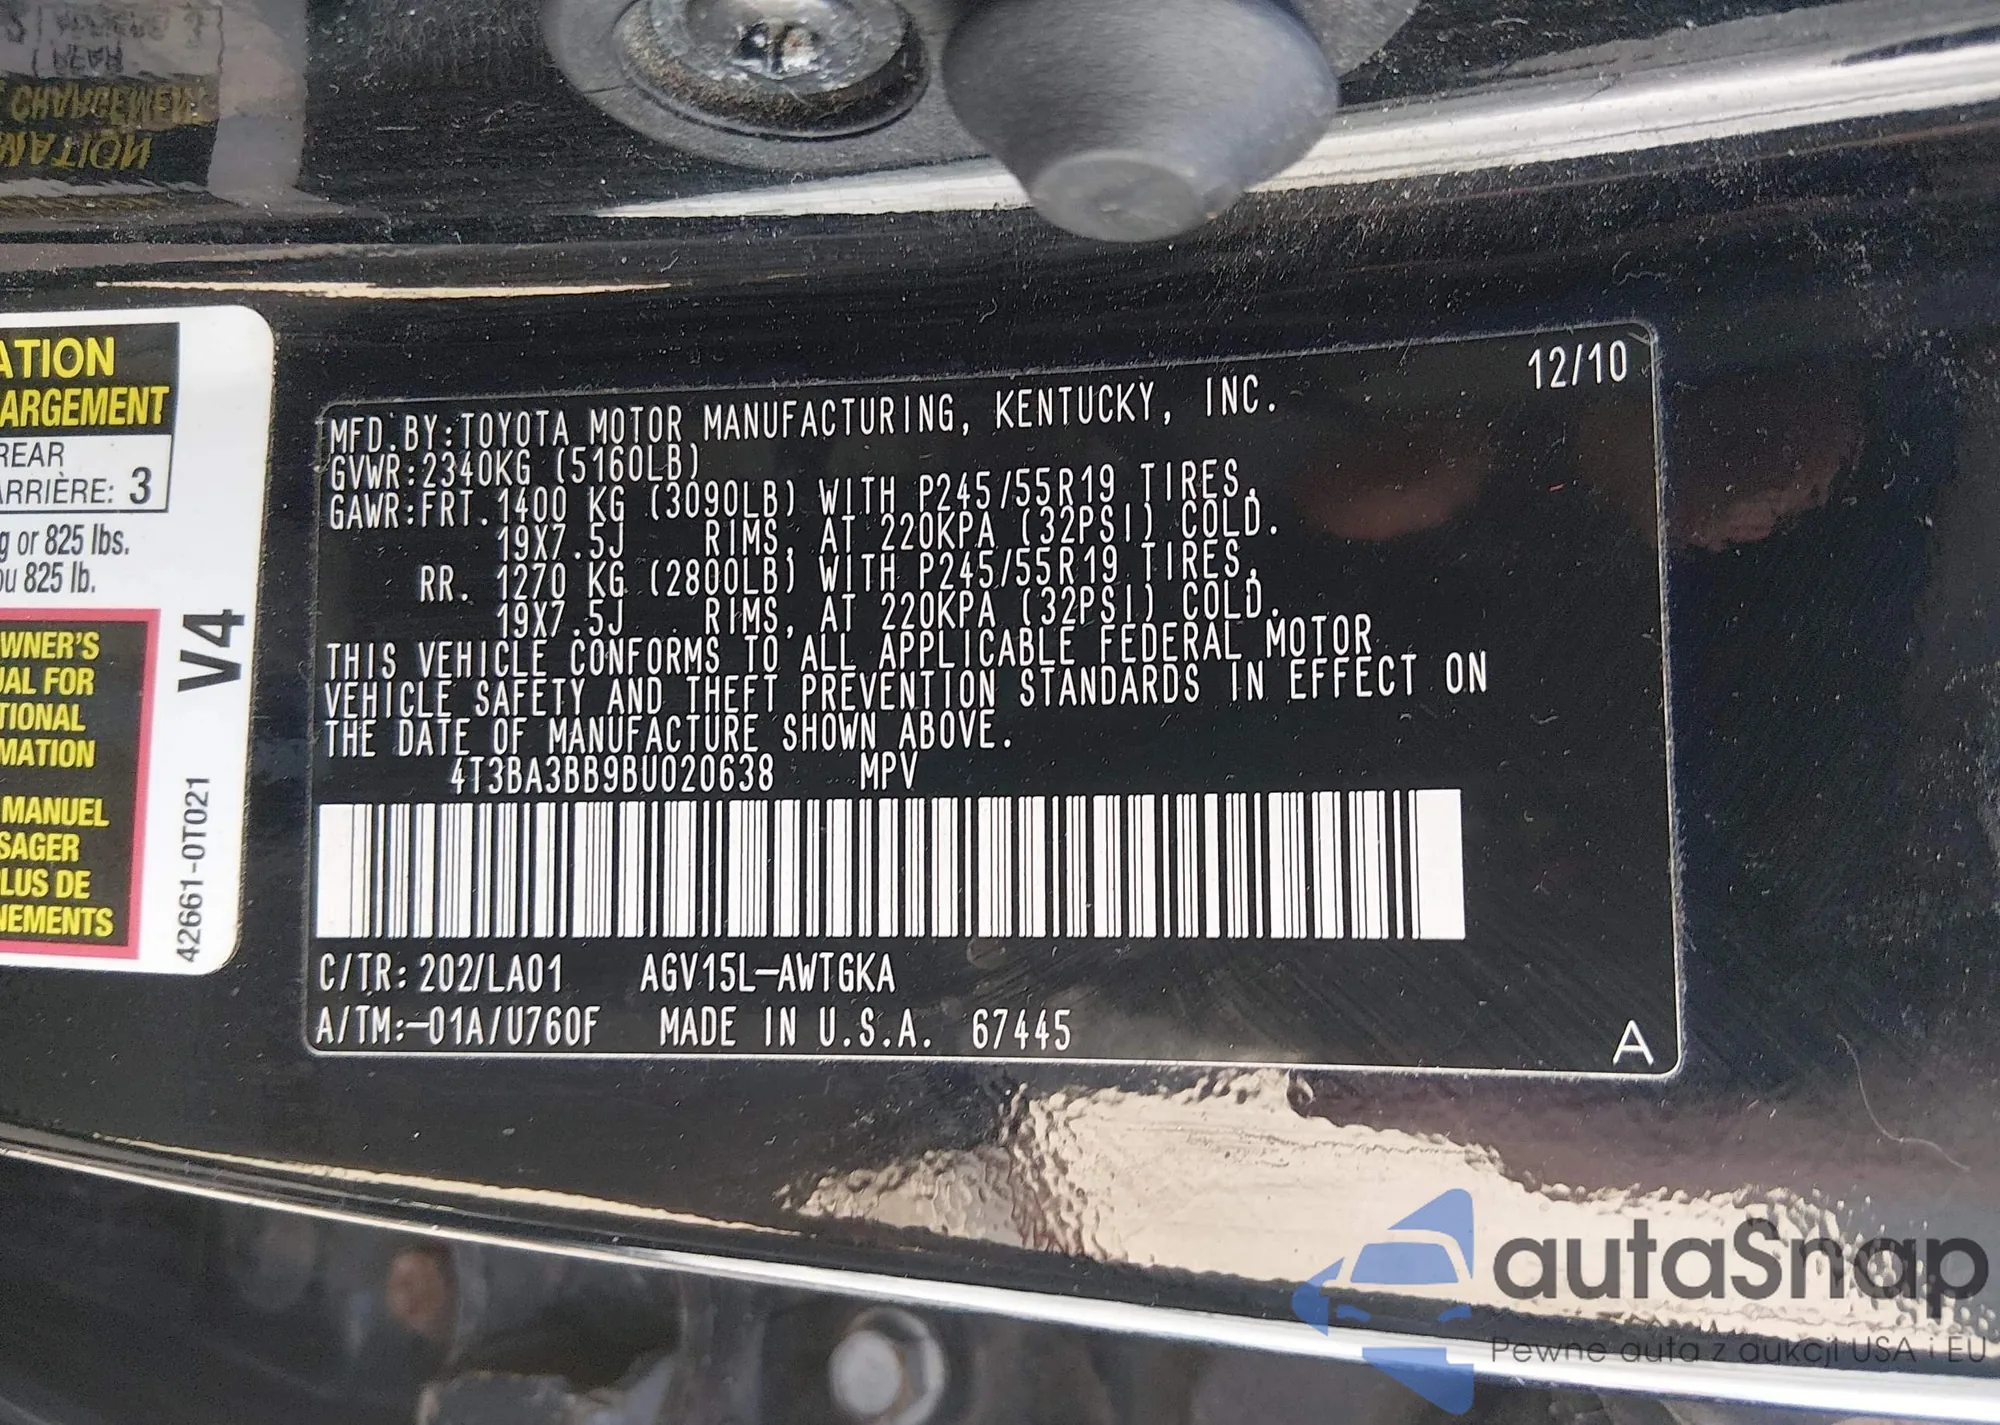 ATION
ARGEMENT
REAR
ARRIÈRE: 3
g or 825 lbs.
ou 825 lb.
WNER'S
UAL FOR
TIONAL
MATION
MANUEL
SAGER
LUS DE
NEMENTS
V4
42661-0T021
12/10
MFD.BY:TOYOTA MOTOR MANUFACTURING, KENTUCKY, INC.
GVWR:2340KG (5160LB)
GAWR:FRT. 1400 KG (3090LB) WITH P245/55R19 TIRES,
19X7.5J RIMS, AT 220KPA (32PSI) COLD.
RR. 1270 KG (2800LB) WITH P245/55R19 TIRES,
19X7.5J RIMS, AT 220KPA (32PSI) COLD.
THIS VEHICLE CONFORMS TO ALL APPLICABLE FEDERAL MOTOR
VEHICLE SAFETY AND THEFT PREVENTION STANDARDS IN EFFECT ON
THE DATE OF MANUFACTURE SHOWN ABOVE.
4T3BA3BB9BU020638 MPV
C/TR: 202/LA01 AGV15L-AWTGKA
A/TM:-01A/U760F MADE IN U.S.A. 67445
A
autaSnap
Pewne auta z aukcji USA i EU